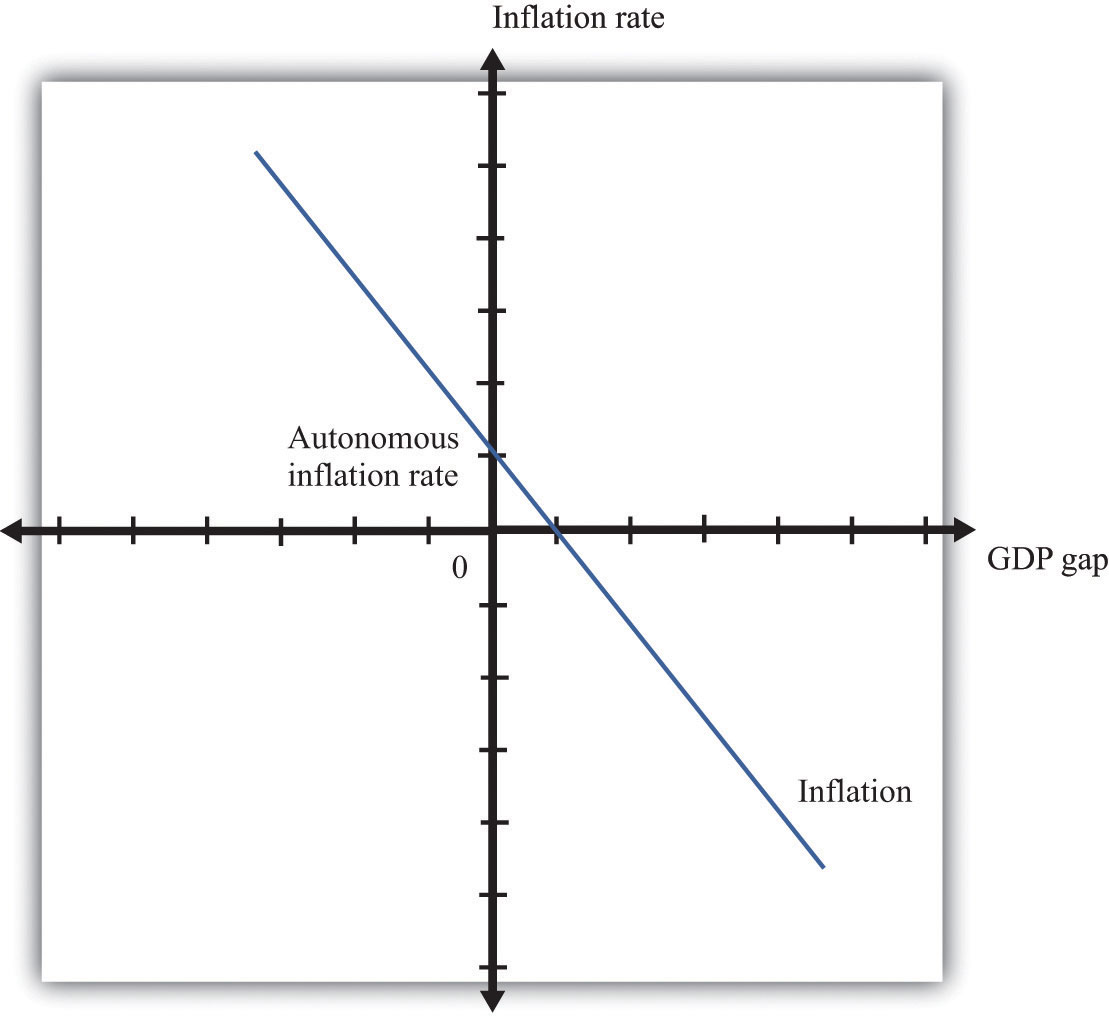 Inflation rate
Autonomous
inflation rate
0
GDP gap
Inflation